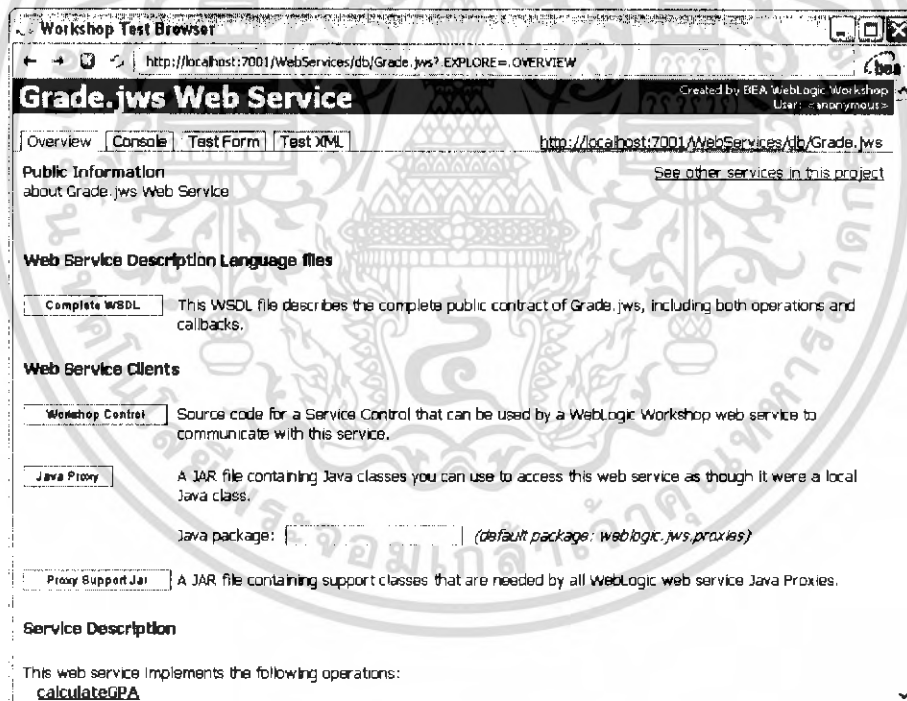 Workshop Test Browser
http://localhost:7001/WebServices/db/Grade.jws?.EXPLORE=.OVERVIEW
bea
Grade.jws Web Service
Created by BEA WebLogic Workshop
User: <anonymous>
Overview Console Test Form Test XML
http://localhost:7001/WebServices/db/Grade.jws
Public Information
See other services in this project
about Grade.jws Web Service
Web Service Description Language files
Complete WSDL This WSDL file describes the complete public contract of Grade.jws, including both operations and
callbacks.
Web Service Clients
Workshop Control Source code for a Service Control that can be used by a WebLogic Workshop web service to
communicate with this service.
Java Proxy A JAR file containing Java classes you can use to access this web service as though it were a local
Java class.
Java package: (default package: weblogic.jws.proxies)
Proxy Support Jar A JAR file containing support classes that are needed by all WebLogic web service Java Proxies.
Service Description
This web service implements the following operations:
calculateGPA